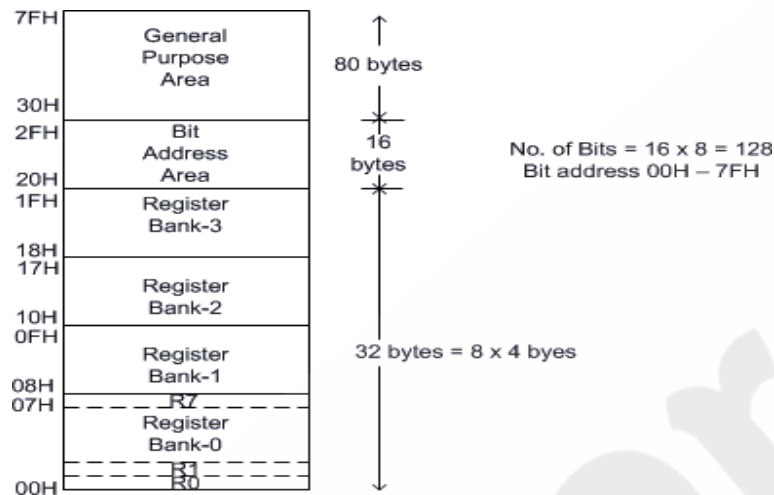 7FH
General
Purpose
Area
80 bytes
30H
2FH
Bit
Address
Area
16
bytes
No. of Bits = 16 x 8 = 128
Bit address 00H – 7FH
20H
1FH
Register
Bank-3
18H
17H
Register
Bank-2
10H
0FH
Register
Bank-1
32 bytes = 8 x 4 byes
08H
07H
R7
Register
Bank-0
R1
R0
00H